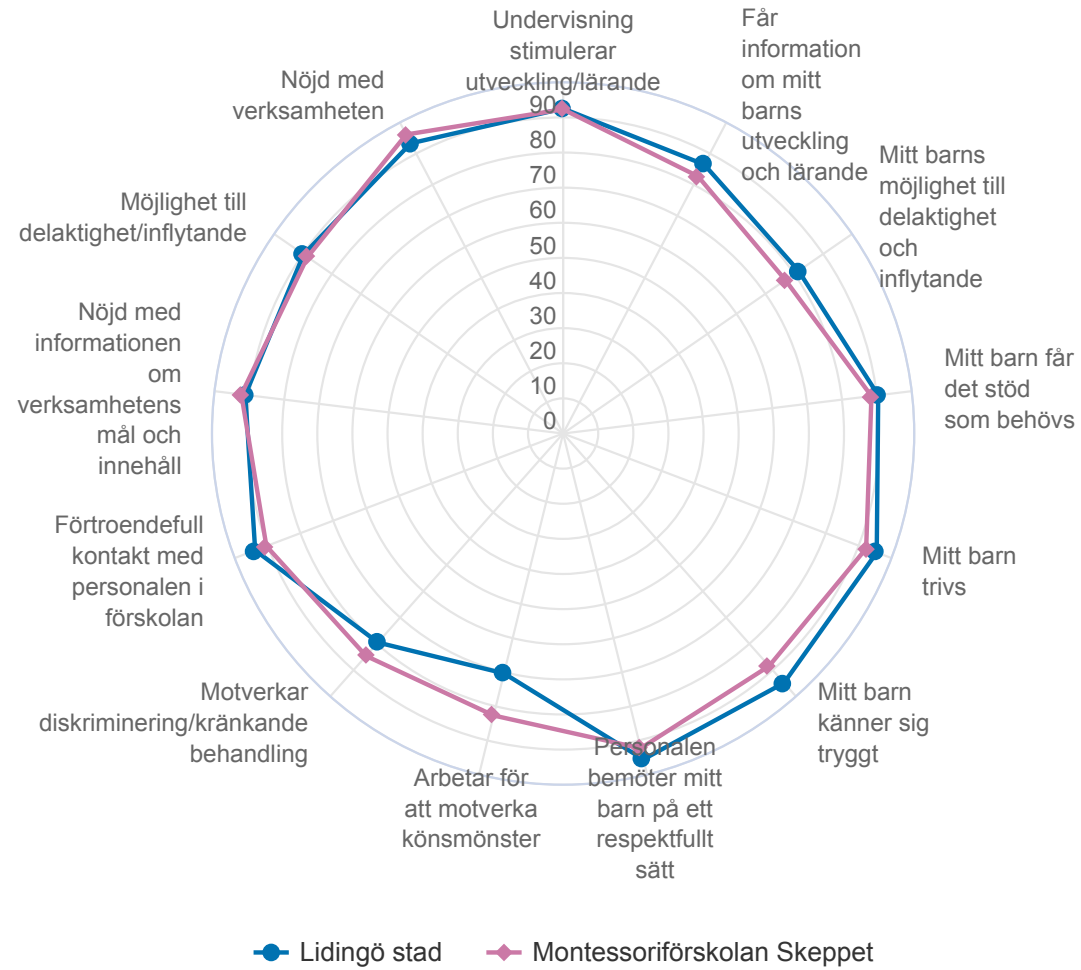 Undervisning
stimulerar
utveckling/lärande
Får
information
om mitt
barns
utveckling
och lärande
Mitt barns
möjlighet till
delaktighet
och
inflytande
Mitt barn får
det stöd
som behövs
Mitt barn
trivs
Mitt barn
känner sig
tryggt
Personalen
bemöter mitt
barn på ett
respektfullt
sätt
Arbetar för
att motverka
könsmönster
Motverkar
diskriminering/kränkande
behandling
Förtroendefull
kontakt med
personalen i
förskolan
Nöjd med
informationen
om
verksamhetens
mål och
innehåll
Möjlighet till
delaktighet/inflytande
Nöjd med
verksamheten
90
80
70
60
50
40
30
20
10
0
Lidingö stad
Montessoriförskolan Skeppet